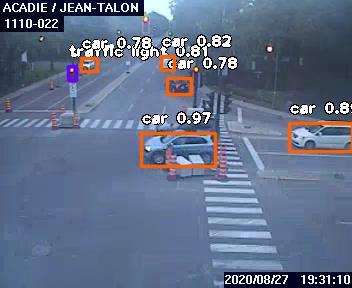 ACADIE / JEAN-TALON
1110-022
car 0.78
car 0.82
traffic light 0.81
car 0.78
car 0.97
car 0.89
2020/08/27 19:31:10